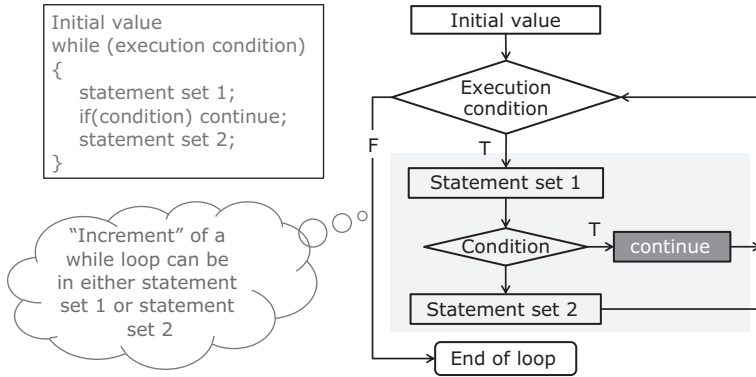 Initial value
while (execution condition)
{
statement set 1;
if(condition) continue;
statement set 2;
}
“Increment” of a
while loop can be
in either statement
set 1 or statement
set 2
Initial value
Execution
condition
F
T
Statement set 1
Condition
T
continue
Statement set 2
End of loop